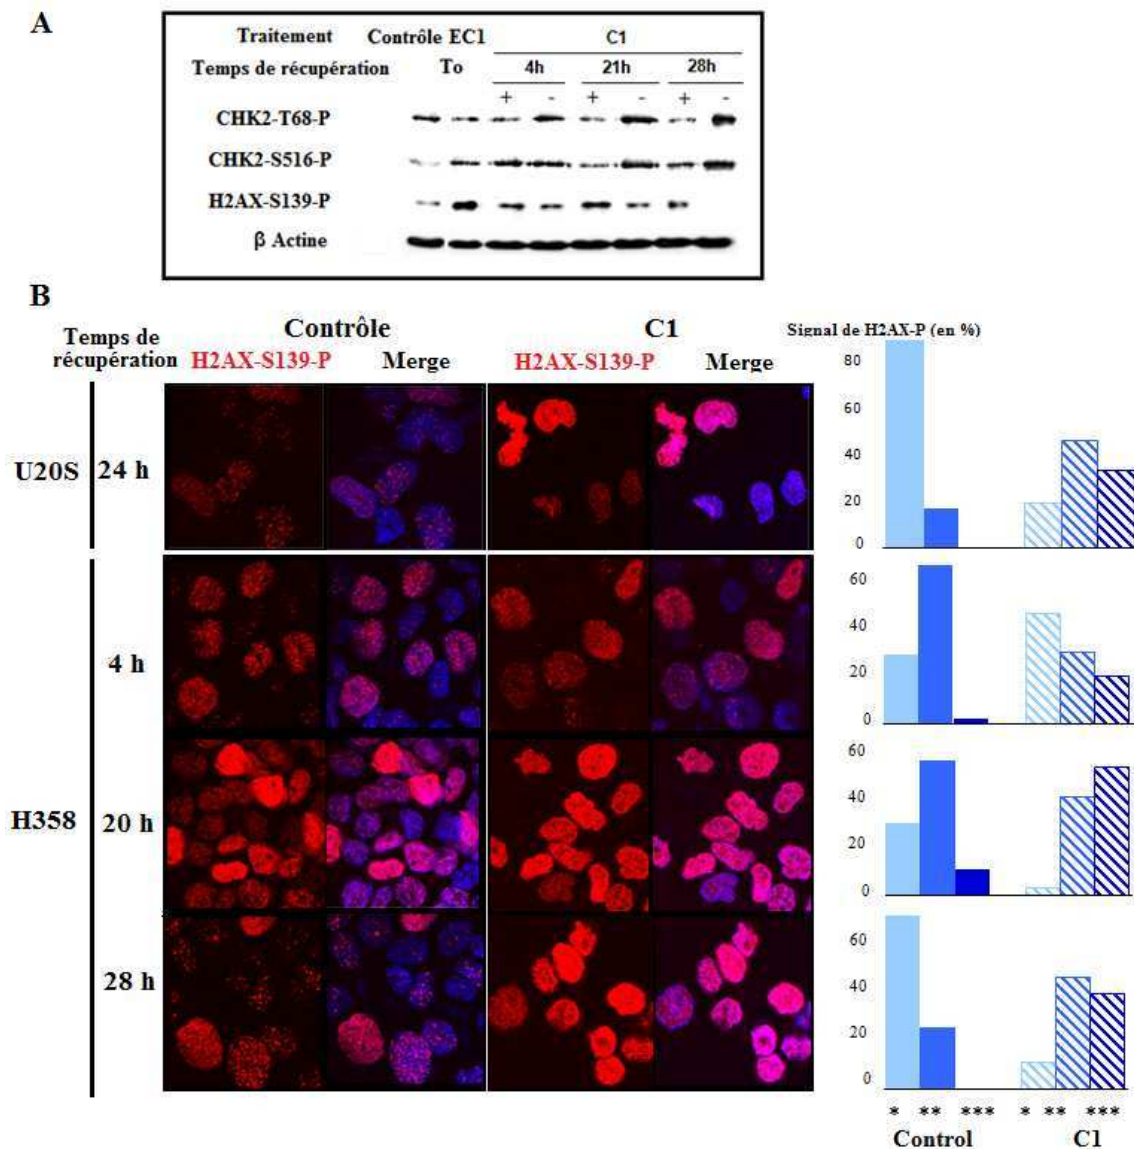 A
Traitement Contrôle EC1 C1
Temps de récupération To 4h 21h 28h
+ - + - + -
CHK2-T68-P
CHK2-S516-P
H2AX-S139-P
β Actine
B
Temps de récupération
Contrôle C1
H2AX-S139-P Merge H2AX-S139-P Merge
Signal de H2AX-P (en %)
U20S 24 h
80
60
40
20
0
H358
4 h
60
40
20
0
20 h
60
40
20
0
28 h
60
40
20
0
* ** *** * ** ***
Control C1